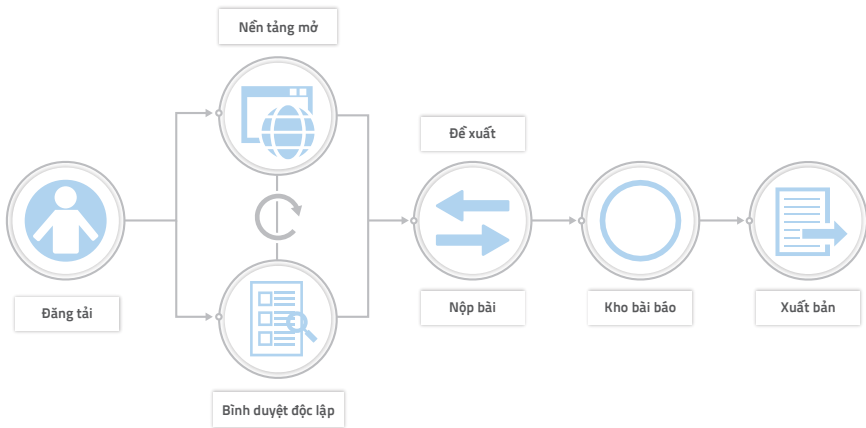 Nền tảng mở
Đề xuất
Đăng tải
Nộp bài
Kho bài báo
Xuất bản
Bình duyệt độc lập